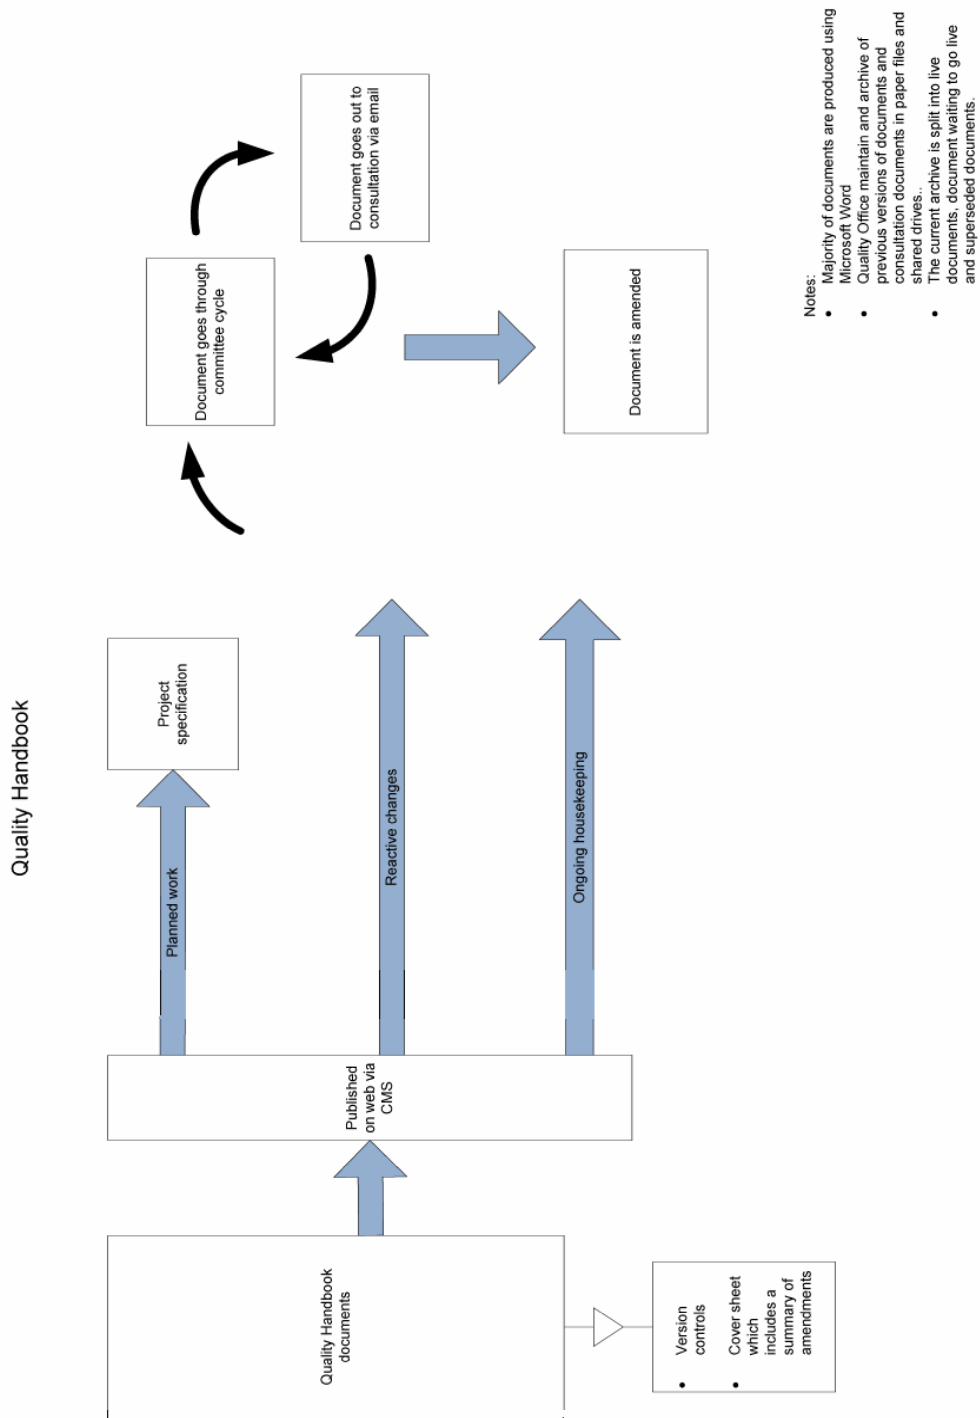 Quality Handbook
Quality Handbook
documents
• Version
controls
• Cover sheet
which
includes a
summary of
amendments
Published
on web via
CMS
Planned work
Reactive changes
Ongoing housekeeping
Project
specification
Document goes through
committee cycle
Document goes out to
consultation via email
Document is amended
Notes:
• Majority of documents are produced using
Microsoft Word
• Quality Office maintain and archive of
previous versions of documents and
consultation documents in paper files and
shared drives..
• The current archive is split into live
documents, document waiting to go live
and superseded documents.